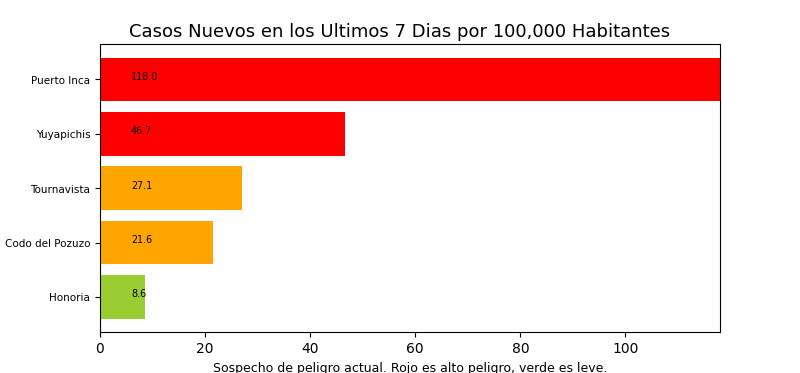 Casos Nuevos en los Ultimos 7 Dias por 100,000 Habitantes
Puerto Inca 118.0
Yuyapichis 46.7
Tournavista 27.1
Codo del Pozuzo 21.6
Honoria 8.6
0 20 40 60 80 100
Sospecho de peligro actual. Rojo es alto peligro, verde es leve.